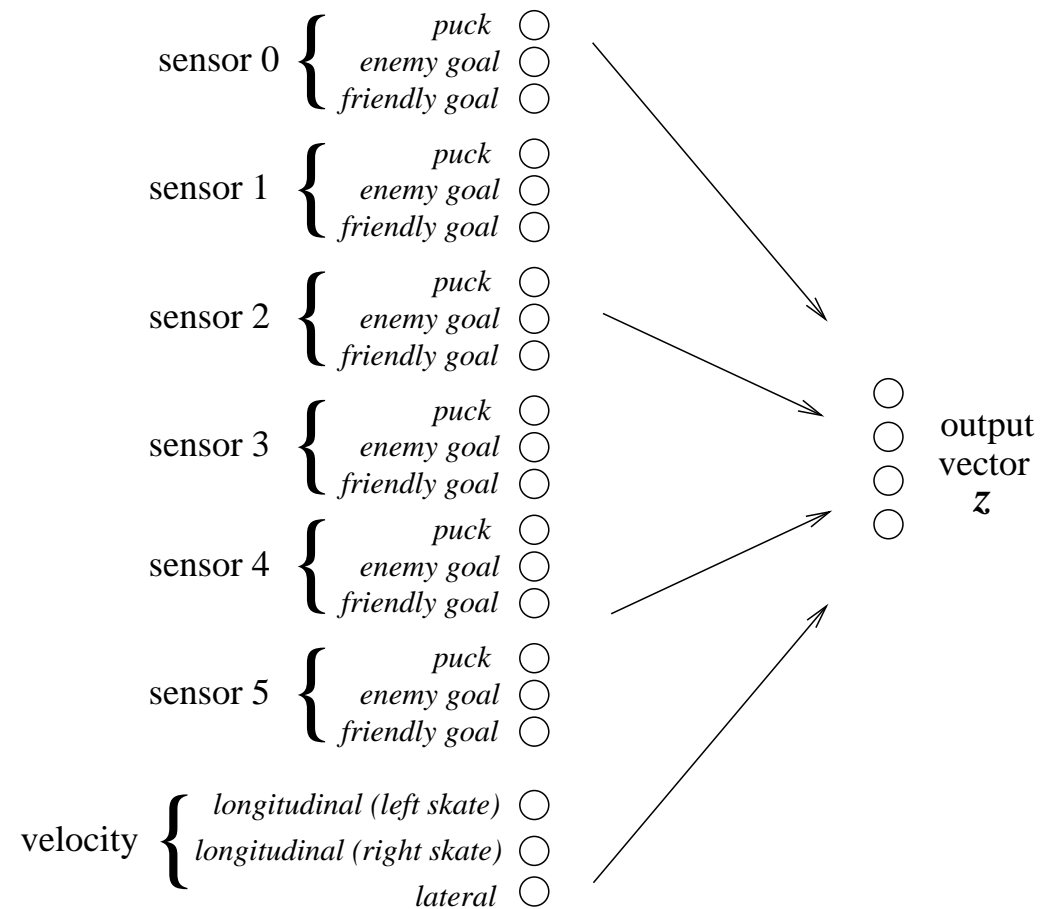 puck
sensor 0 enemy goal
friendly goal
puck
sensor 1 enemy goal
friendly goal
puck
sensor 2 enemy goal
friendly goal
puck
sensor 3 enemy goal
friendly goal
puck
sensor 4 enemy goal
friendly goal
puck
sensor 5 enemy goal
friendly goal
longitudinal (left skate)
velocity longitudinal (right skate)
lateral
output
vector
z